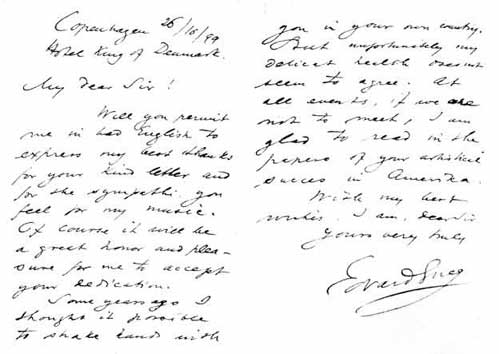 Copenhagen 26/10/99
Hotel King of Denmark.
My dear Sir!
Will you permit
me in bad English to
express my best thanks
for your kind letter and
for the sympathi you
feel for my music.
Of course it will be
a great honor and plea-
sure for me to accept
your dedication.
Some years ago I
thought it possible
to shake hands with
you in your own country.
But unfortunately my
delicat health does not
seem to agree. At
all events, if we are
not to meet, I am
glad to read in the
papers of your artistical
succes in Amerika.
With my best
wishes I am, dear Sir
Yours very truly
Edvard Grieg